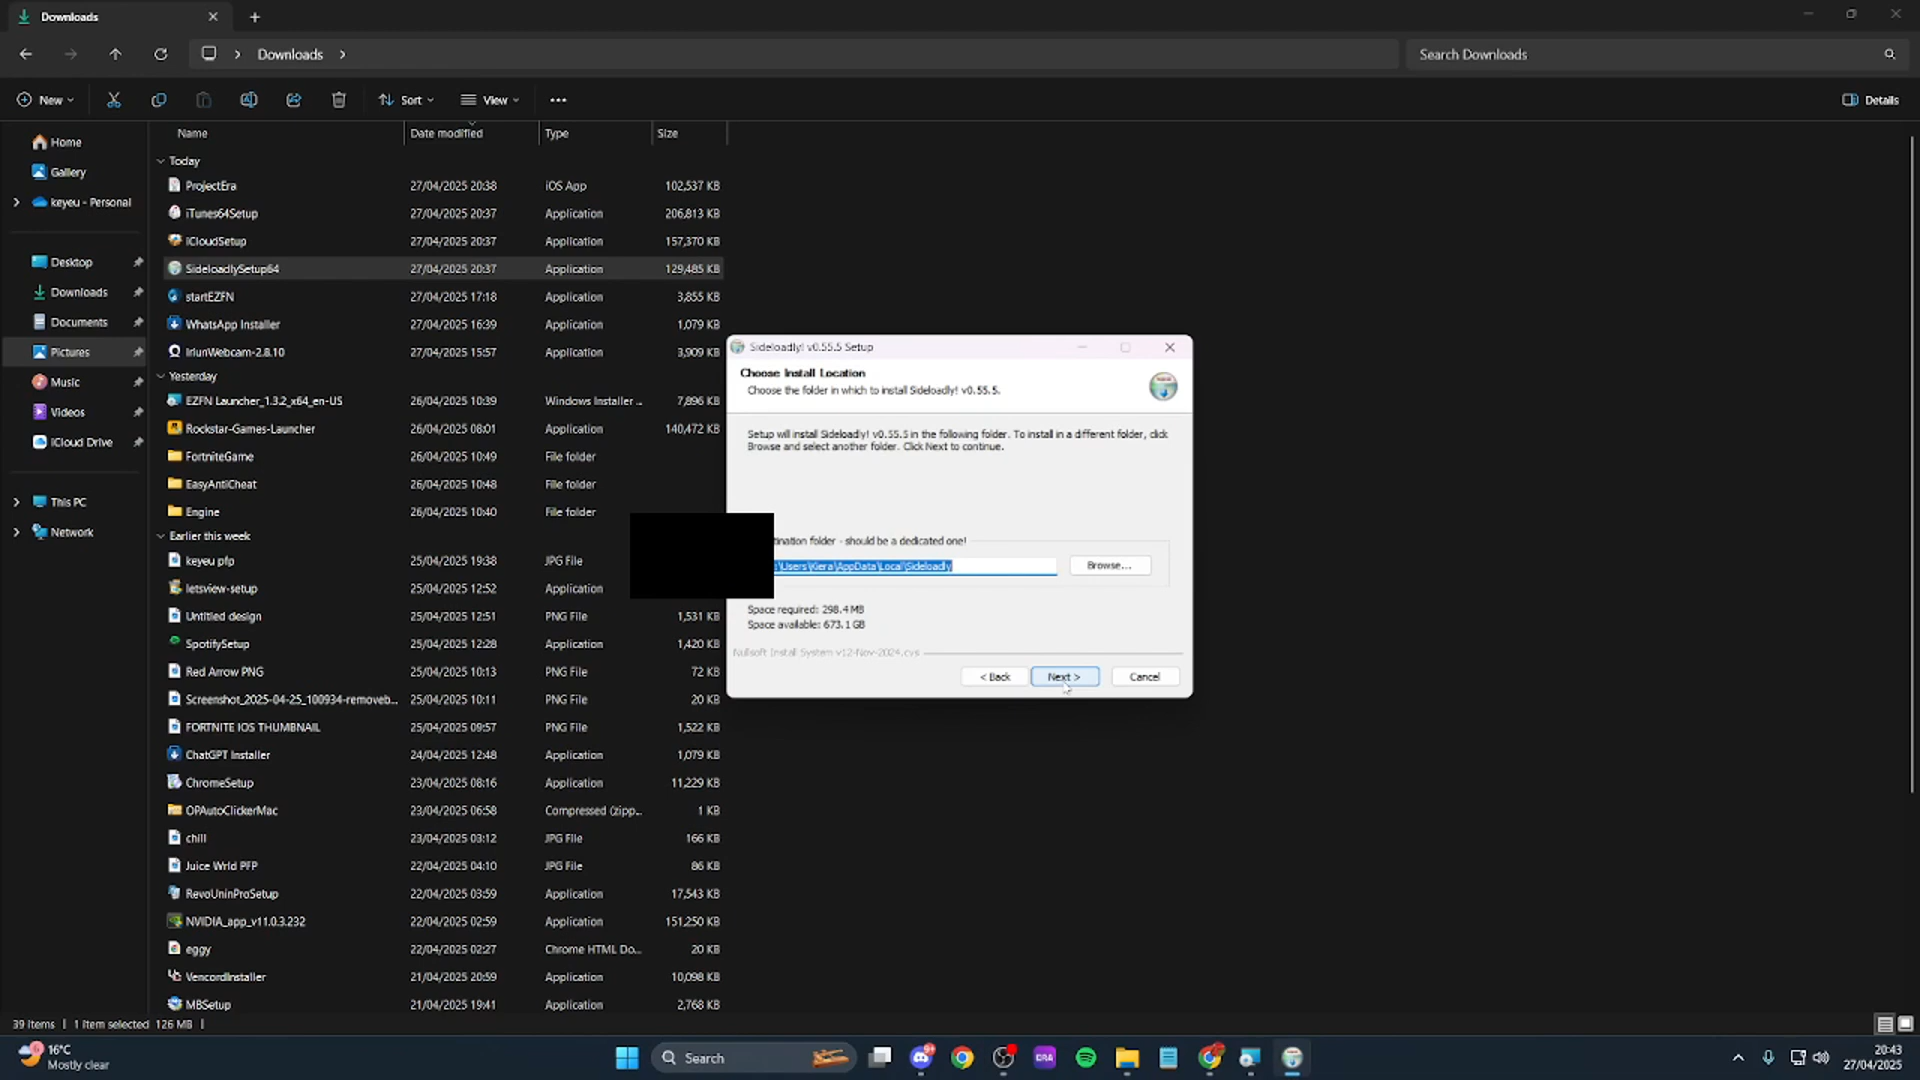 Downloads
Downloads
Search Downloads
New
Sort
View
Details
Name Date modified Type Size
Home
Gallery
keyeu - Personal
Desktop
Downloads
Documents
Pictures
Music
Videos
iCloud Drive
This PC
Network
Today
ProjectEra 27/04/2025 20:38 iOS App 102,537 KB
iTunes64Setup 27/04/2025 20:37 Application 206,813 KB
iCloudSetup 27/04/2025 20:37 Application 157,370 KB
SideloadlySetup64 27/04/2025 20:37 Application 129,485 KB
startEZFN 27/04/2025 17:18 Application 3,855 KB
WhatsApp Installer 27/04/2025 16:39 Application 1,079 KB
IriunWebcam-2.8.10 27/04/2025 15:57 Application 3,909 KB
Yesterday
EZFN Launcher_1.3.2_x64_en-US 26/04/2025 10:39 Windows Installer ... 7,896 KB
Rockstar-Games-Launcher 26/04/2025 08:01 Application 140,472 KB
FortniteGame 26/04/2025 10:49 File folder
EasyAntiCheat 26/04/2025 10:48 File folder
Engine 26/04/2025 10:40 File folder
Earlier this week
keyeu pfp 25/04/2025 19:38 JPG File
letsview-setup 25/04/2025 12:52 Application
Untitled design 25/04/2025 12:51 PNG File 1,531 KB
SpotifySetup 25/04/2025 12:28 Application 1,420 KB
Red Arrow PNG 25/04/2025 10:13 PNG File 72 KB
Screenshot_2025-04-25_100934-removeb... 25/04/2025 10:11 PNG File 20 KB
FORTNITE IOS THUMBNAIL 25/04/2025 09:57 PNG File 1,522 KB
ChatGPT Installer 24/04/2025 12:48 Application 1,079 KB
ChromeSetup 23/04/2025 08:16 Application 11,229 KB
OPAutoClickerMac 23/04/2025 06:58 Compressed (zipp... 1 KB
chill 23/04/2025 03:12 JPG File 166 KB
Juice Wrld PFP 22/04/2025 04:10 JPG File 86 KB
RevoUninProSetup 22/04/2025 03:59 Application 17,543 KB
NVIDIA_app_v11.0.3.232 22/04/2025 02:59 Application 151,250 KB
eggy 22/04/2025 02:27 Chrome HTML Do... 20 KB
VencordInstaller 21/04/2025 20:59 Application 10,098 KB
MBSetup 21/04/2025 19:41 Application 2,768 KB
Sideloadly! v0.55.5 Setup
Choose Install Location
Choose the folder in which to install Sideloadly! v0.55.5.
Setup will install Sideloadly! v0.55.5 in the following folder. To install in a different folder, click
Browse and select another folder. Click Next to continue.
tination folder - should be a dedicated one!
:\Users\Kiera\AppData\Local\Sideloadly
Browse...
Space required: 298.4 MB
Space available: 673.1 GB
Nullsoft Install System v12-Nov-2024.cvs
< Back
Next >
Cancel
39 items 1 item selected 126 MB
16°C
Mostly clear
Search
ERA
20:43
27/04/2025